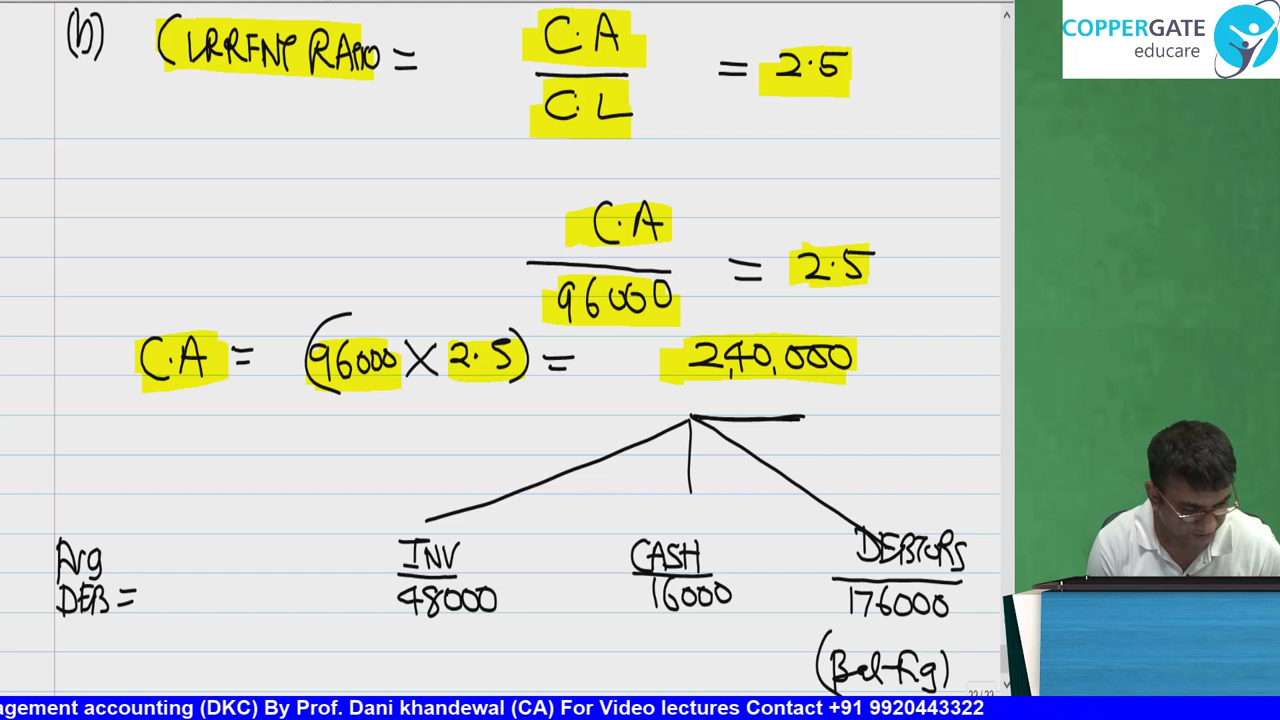 (b) CURRENT RATIO = C.A / C.L = 2.5
C.A / 96000 = 2.5
C.A = (96000 X 2.5) = 240,000
Avg INV CASH DEBTORS
DEB = 48000 16000 176000
(Bal-fig)
22/22
COPPERGATE
educare
agement accounting (DKC) By Prof. Dani khandewal (CA) For Video lectures Contact +91 9920443322